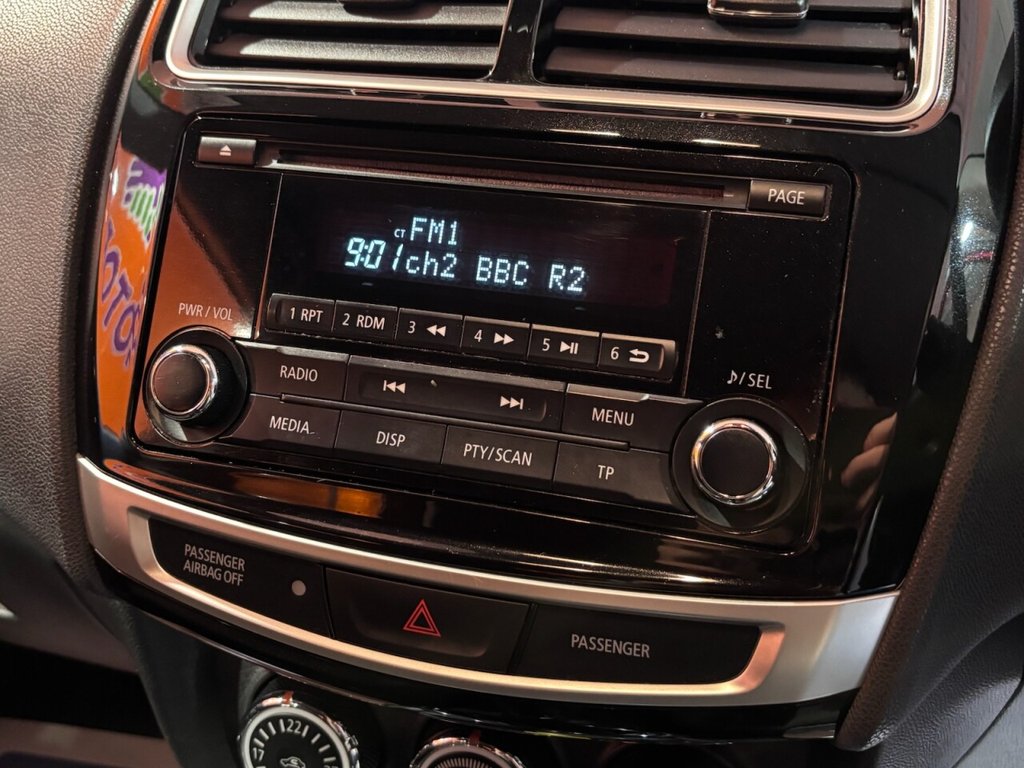 PAGE
CT FM1
9:01 ch2 BBC R2
PWR / VOL
1 RPT 2 RDM 3 4 5 6
RADIO
MENU
♪/SEL
MEDIA
DISP
PTY/SCAN
TP
PASSENGER
AIRBAG OFF
PASSENGER
22